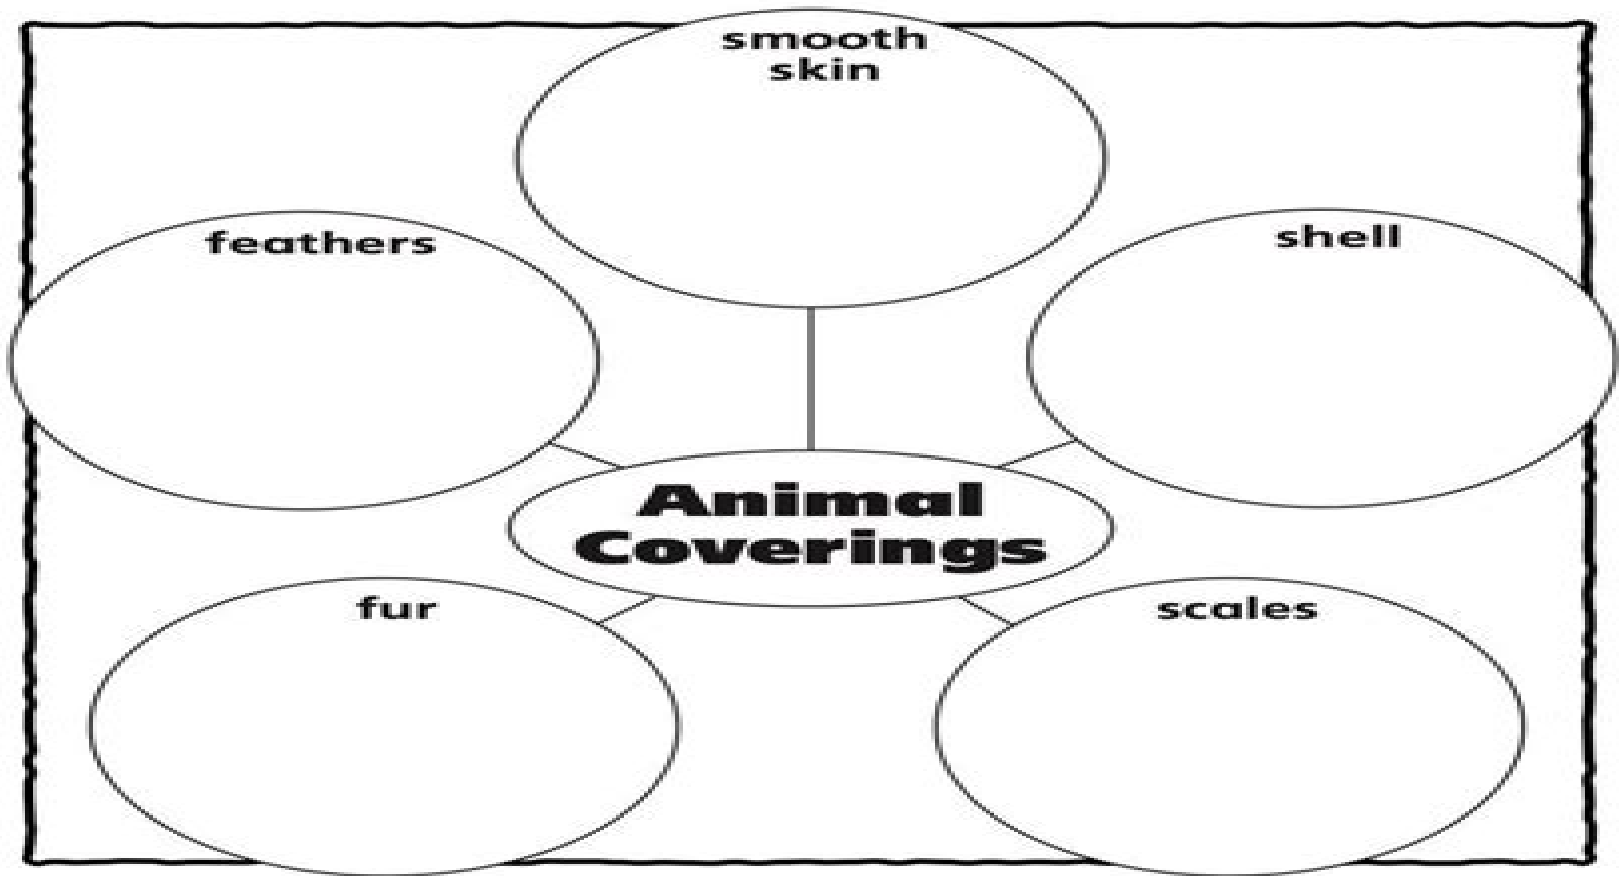 smooth
skin
feathers
shell
Animal
Coverings
fur
scales